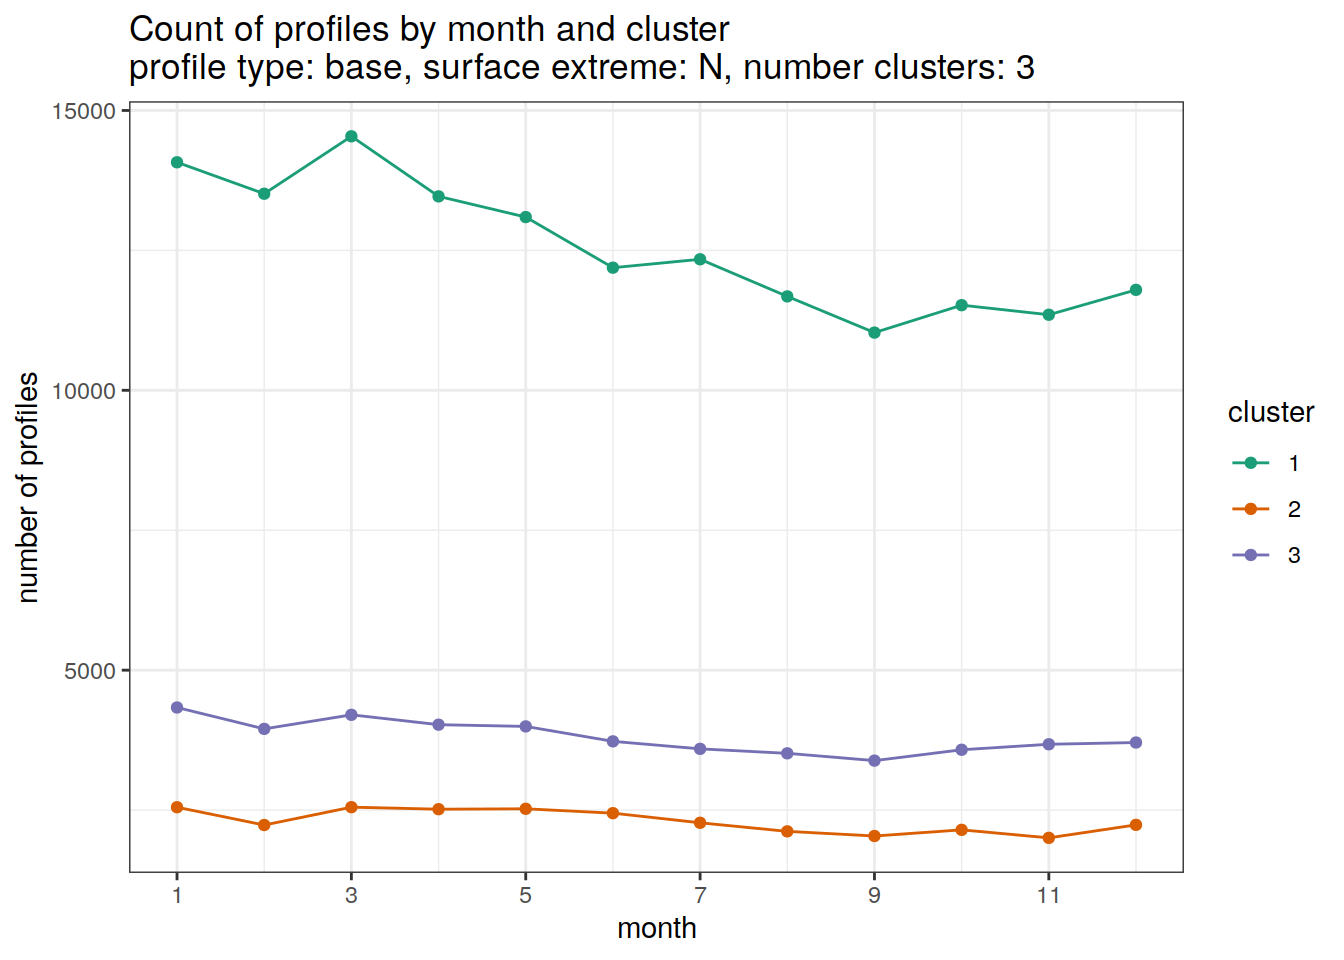 Count of profiles by month and cluster
profile type: base, surface extreme: N, number clusters: 3
15000
10000
5000
number of profiles
1 3 5 7 9 11
month
cluster
1
2
3